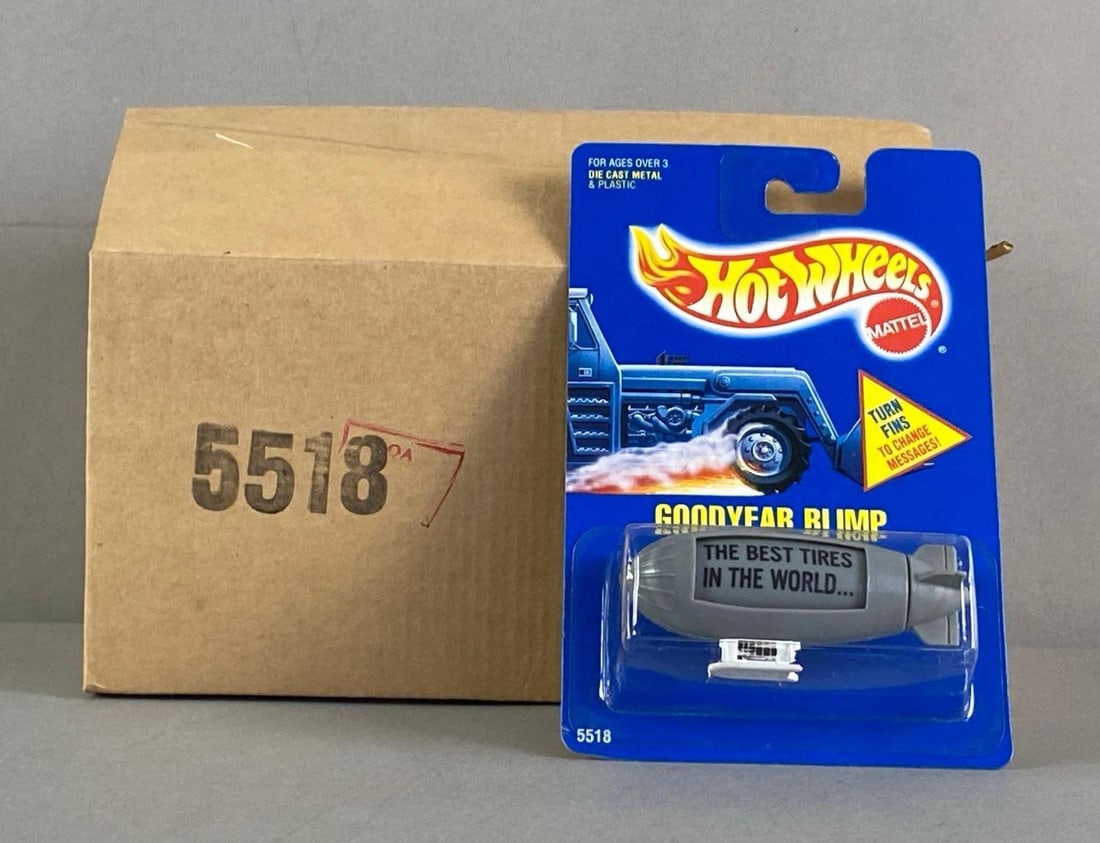 5518
FOR AGES OVER 3
DIE CAST METAL
& PLASTIC
HOT WHEELS®
MATTEL
®
TURN
FINS
TO CHANGE
MESSAGES!
GOODYEAR BLIMP
THE BEST TIRES
IN THE WORLD...
5518